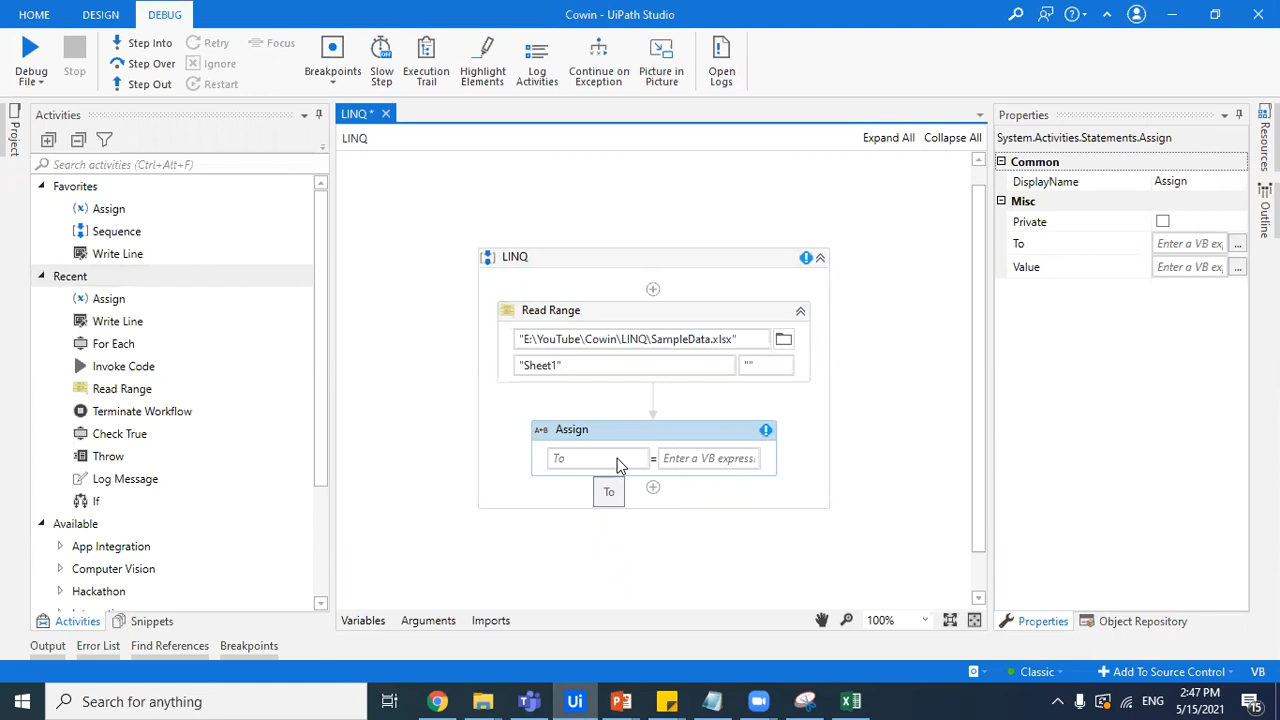 HOME DESIGN DEBUG Cowin - UiPath Studio
Debug File
Stop
Step Into
Step Over
Step Out
Retry
Ignore
Restart
Focus
Breakpoints
Slow Step
Execution Trail
Highlight Elements
Log Activities
Continue on Exception
Picture in Picture
Open Logs
Project
Activities
Search activities (Ctrl+Alt+F)
Favorites
Assign
Sequence
Write Line
Recent
Assign
Write Line
For Each
Invoke Code
Read Range
Terminate Workflow
Check True
Throw
Log Message
If
Available
App Integration
Computer Vision
Hackathon
Activities Snippets
LINQ *
LINQ Expand All Collapse All
LINQ
Read Range
"E:\YouTube\Cowin\LINQ\SampleData.xlsx"
"Sheet1" ""
A+B Assign
To = Enter a VB express
To
Variables Arguments Imports 100%
Properties
System.Activities.Statements.Assign
Common
DisplayName Assign
Misc
Private
To Enter a VB ex ...
Value Enter a VB ex ...
Properties Object Repository
Resources
Outline
Output Error List Find References Breakpoints
Classic Add To Source Control VB
Search for anything
Ui
ENG
2:47 PM
5/15/2021
15